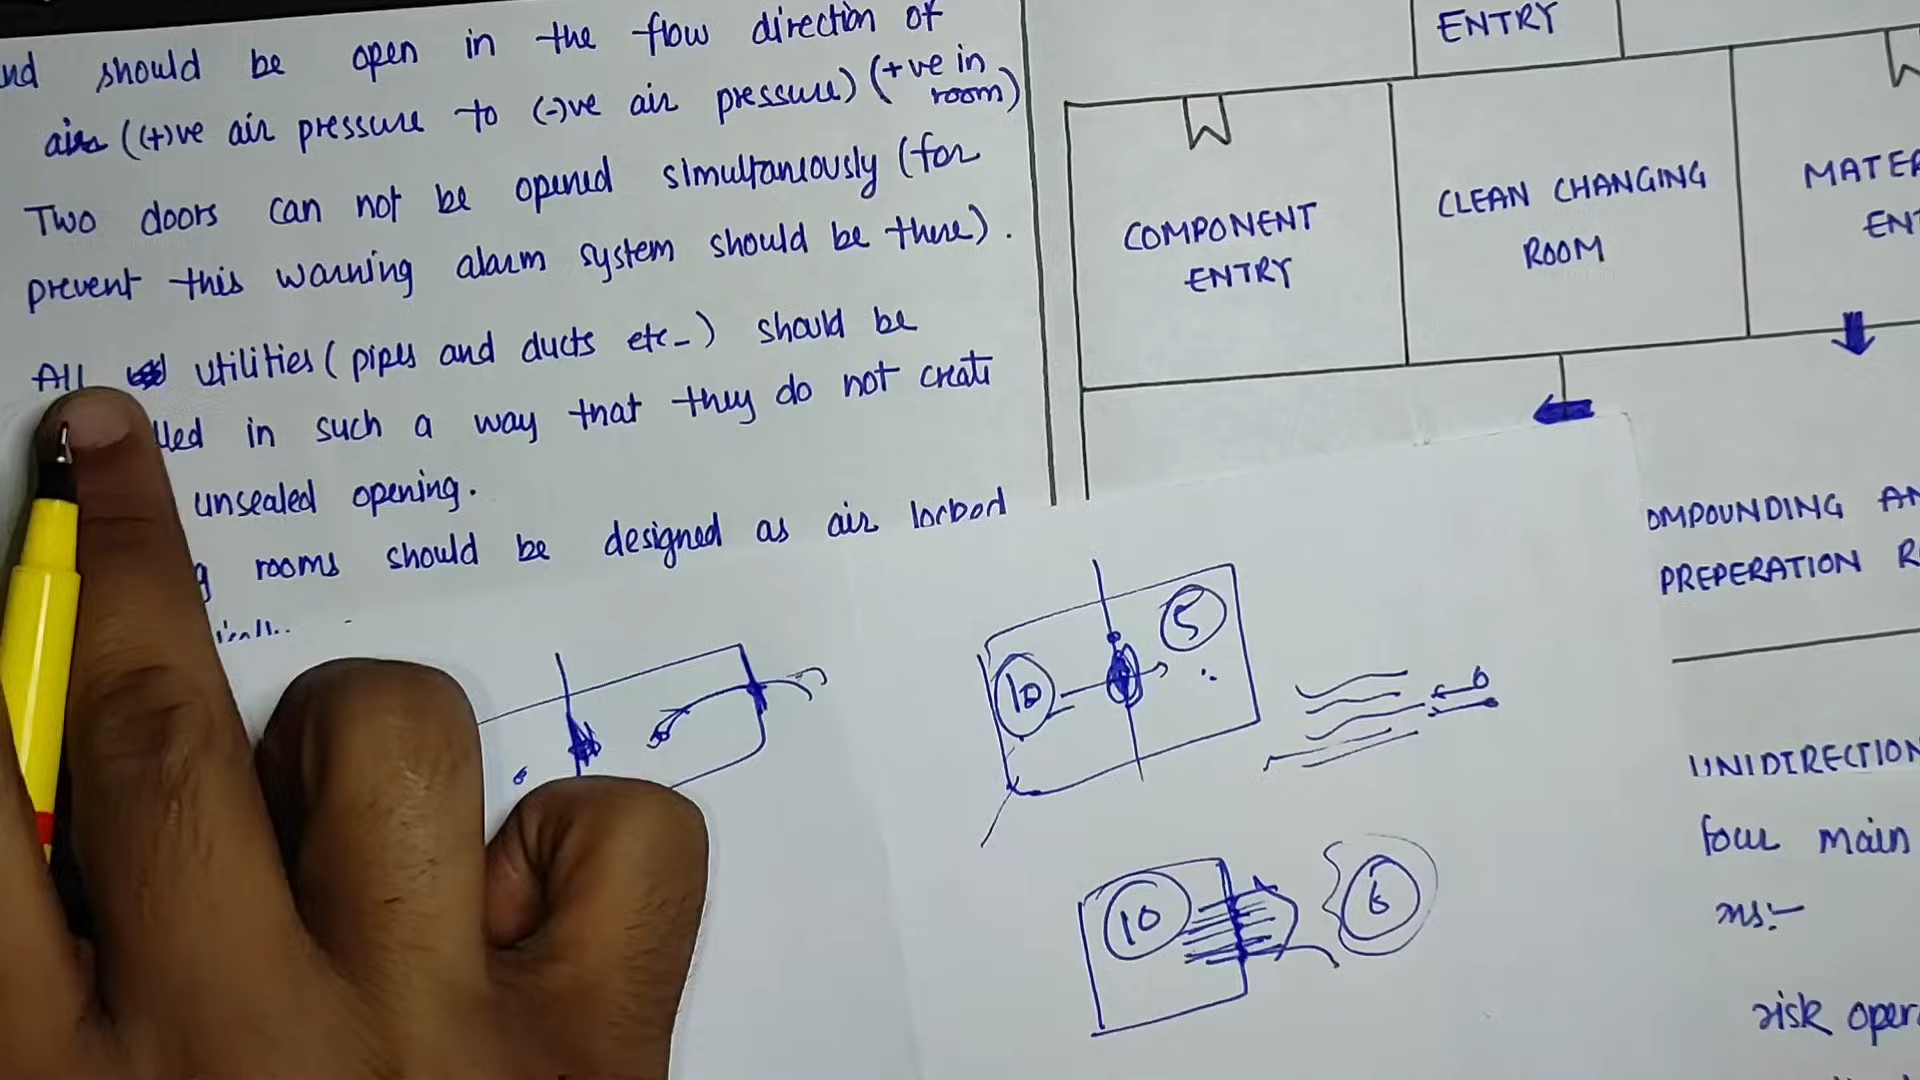 should be open in the flow direction of
air ((+)ve air pressure to (-)ve air pressure) (+ve in room)
Two doors can not be opened simultaneously (for
prevent this warning alarm system should be there).
All utilities (pipes and ducts etc-) should be
lled in such a way that they do not create
unsealed opening.
g rooms should be designed as air
ENTRY
COMPONENT
ENTRY
CLEAN CHANGING
ROOM
MATER
ENT
OMPOUNDING AN
PREPERATION R
UNIDIRECTION
four main
ms:-
risk oper
10
5
10
6